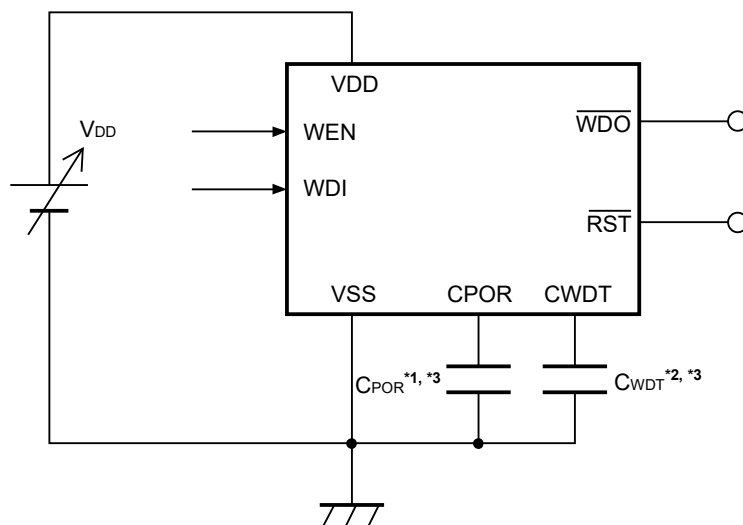 VDD
VDD
WEN
WDO
WDI
RST
VSS
CPOR
CWDT
CPOR*1, *3
CWDT*2, *3